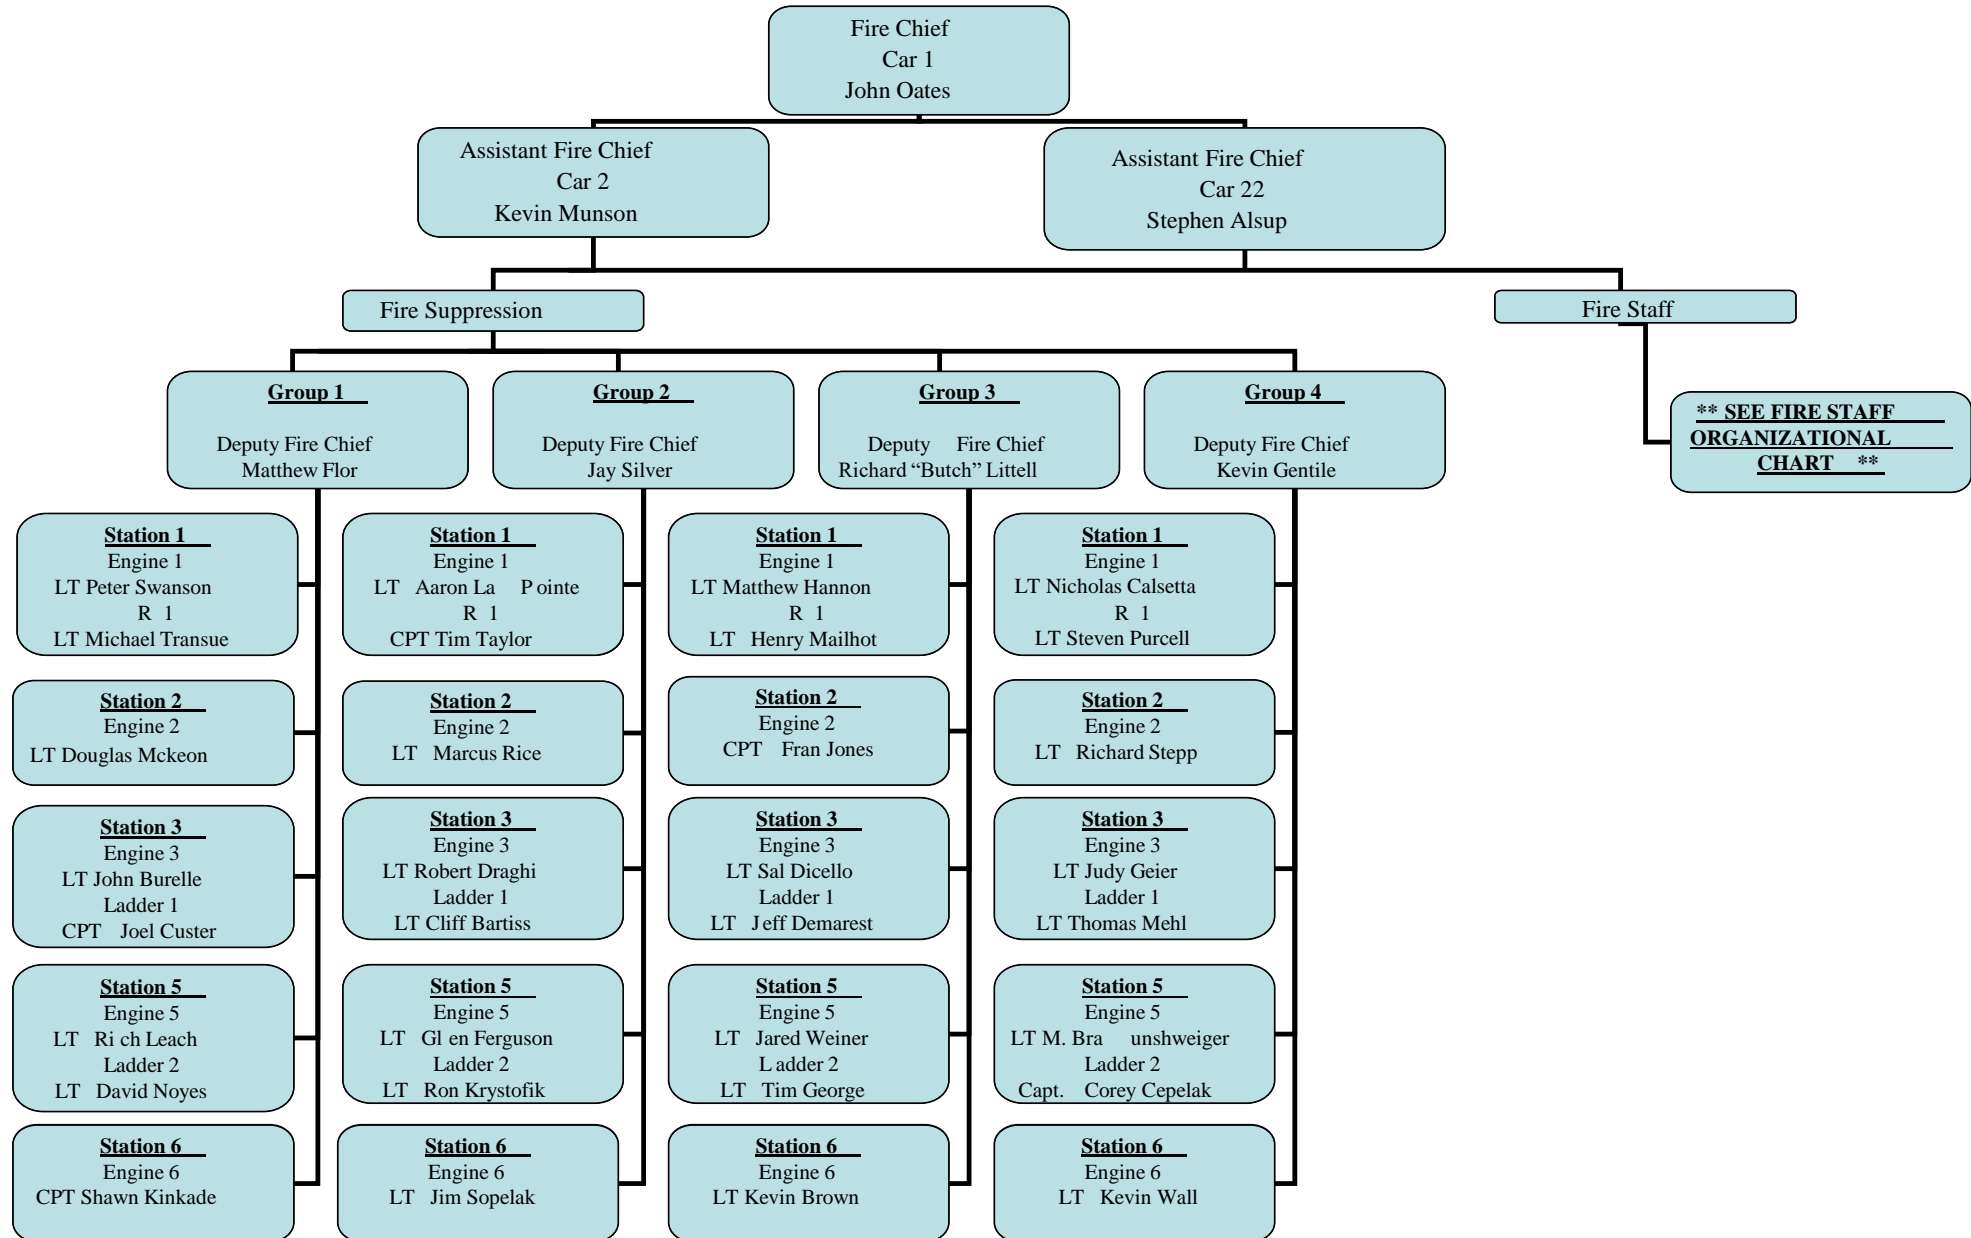 Fire Chief
Car 1
John Oates
Assistant Fire Chief
Car 2
Kevin Munson
Assistant Fire Chief
Car 22
Stephen Alsup
Fire Suppression
Fire Staff
Group 1
Deputy Fire Chief
Matthew Flor
Group 2
Deputy Fire Chief
Jay Silver
Group 3
Deputy Fire Chief
Richard “Butch” Littell
Group 4
Deputy Fire Chief
Kevin Gentile
** SEE FIRE STAFF
ORGANIZATIONAL
CHART **
Station 1
Engine 1
LT Peter Swanson
R 1
LT Michael Transue
Station 2
Engine 2
LT Douglas Mckeon
Station 3
Engine 3
LT John Burelle
Ladder 1
CPT Joel Custer
Station 5
Engine 5
LT Ri ch Leach
Ladder 2
LT David Noyes
Station 6
Engine 6
CPT Shawn Kinkade
Station 1
Engine 1
LT Aaron La P ointe
R 1
CPT Tim Taylor
Station 2
Engine 2
LT Marcus Rice
Station 3
Engine 3
LT Robert Draghi
Ladder 1
LT Cliff Bartiss
Station 5
Engine 5
LT Gl en Ferguson
Ladder 2
LT Ron Krystofik
Station 6
Engine 6
LT Jim Sopelak
Station 1
Engine 1
LT Matthew Hannon
R 1
LT Henry Mailhot
Station 2
Engine 2
CPT Fran Jones
Station 3
Engine 3
LT Sal Dicello
Ladder 1
LT Jeff Demarest
Station 5
Engine 5
LT Jared Weiner
L adder 2
LT Tim George
Station 6
Engine 6
LT Kevin Brown
Station 1
Engine 1
LT Nicholas Calsetta
R 1
LT Steven Purcell
Station 2
Engine 2
LT Richard Stepp
Station 3
Engine 3
LT Judy Geier
Ladder 1
LT Thomas Mehl
Station 5
Engine 5
LT M. Bra unshweiger
Ladder 2
Capt. Corey Cepelak
Station 6
Engine 6
LT Kevin Wall